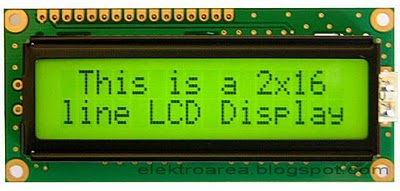 This is a 2x16
line LCD Display
elektroarea.blogspot.com